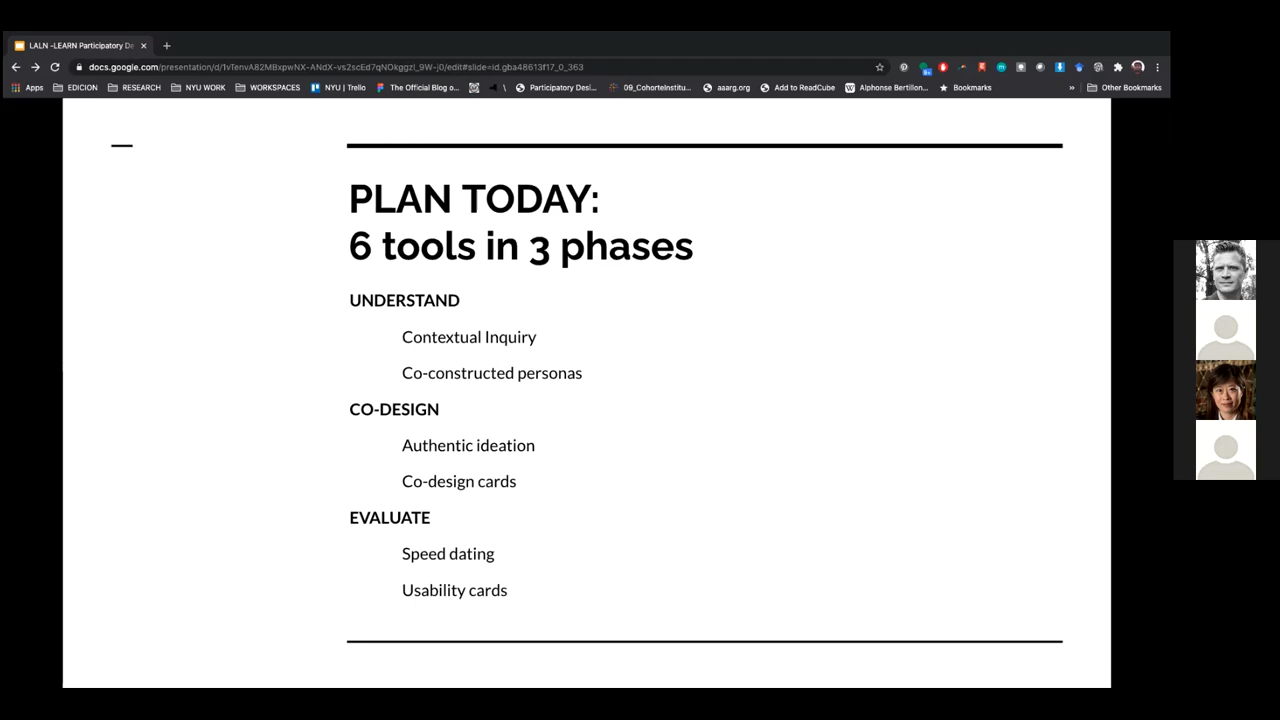 LALN -LEARN Participatory De
docs.google.com/presentation/d/1vTenvA82MBxpwNX-ANdX-vs2scEd7qNOkggzl_9W-j0/edit#slide=id.gba48613f17_0_363
Apps EDICION RESEARCH NYU WORK WORKSPACES NYU | Trello The Official Blog o... \ Participatory Desi... 09_CohorteInstitu... aaarg.org Add to ReadCube Alphonse Bertillon... Bookmarks » Other Bookmarks
PLAN TODAY:
6 tools in 3 phases
UNDERSTAND
Contextual Inquiry
Co-constructed personas
CO-DESIGN
Authentic ideation
Co-design cards
EVALUATE
Speed dating
Usability cards